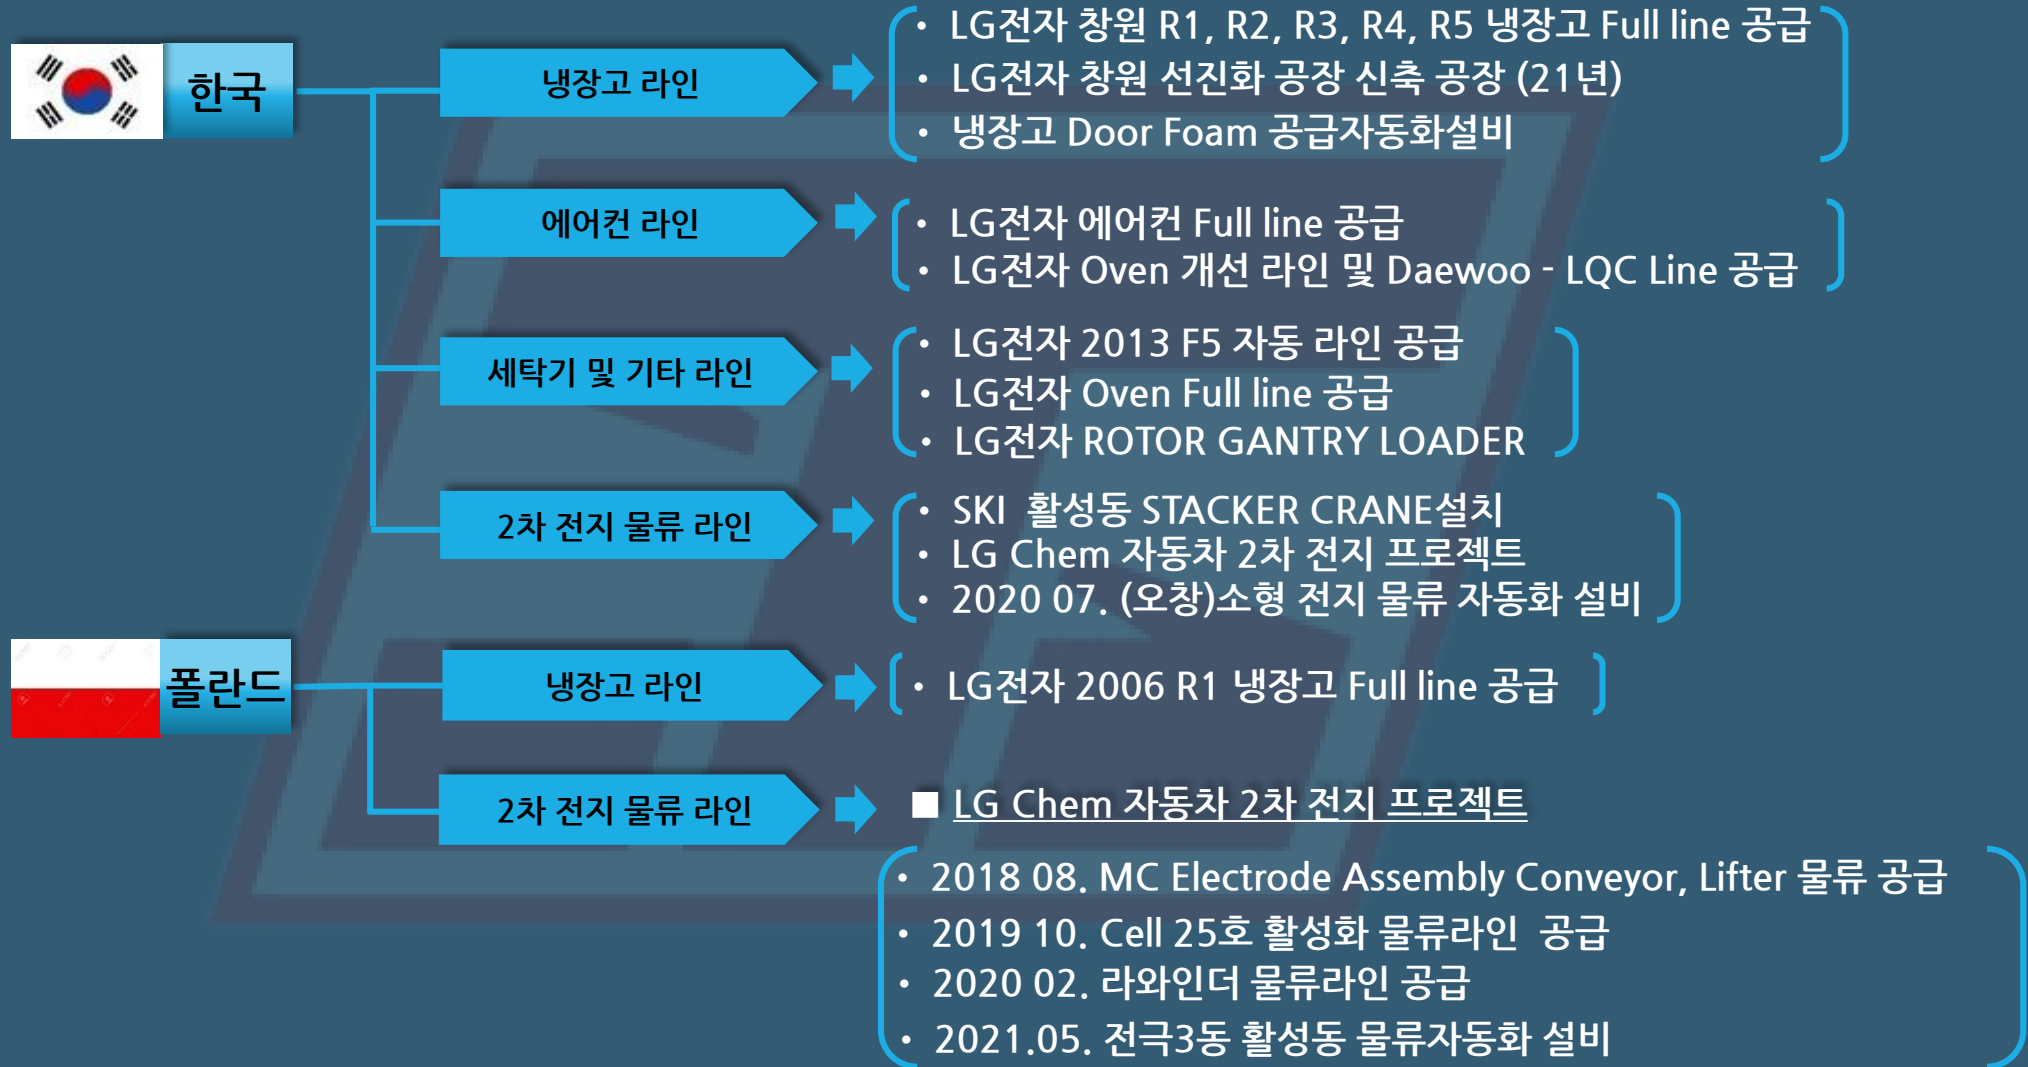 한국
냉장고 라인
• LG전자 창원 R1, R2, R3, R4, R5 냉장고 Full line 공급
• LG전자 창원 선진화 공장 신축 공장 (21년)
• 냉장고 Door Foam 공급자동화설비
에어컨 라인
• LG전자 에어컨 Full line 공급
• LG전자 Oven 개선 라인 및 Daewoo - LQC Line 공급
세탁기 및 기타 라인
• LG전자 2013 F5 자동 라인 공급
• LG전자 Oven Full line 공급
• LG전자 ROTOR GANTRY LOADER
2차 전지 물류 라인
• SKI 활성동 STACKER CRANE설치
• LG Chem 자동차 2차 전지 프로젝트
• 2020 07. (오창)소형 전지 물류 자동화 설비
폴란드
냉장고 라인
• LG전자 2006 R1 냉장고 Full line 공급
2차 전지 물류 라인
■ LG Chem 자동차 2차 전지 프로젝트
• 2018 08. MC Electrode Assembly Conveyor, Lifter 물류 공급
• 2019 10. Cell 25호 활성화 물류라인 공급
• 2020 02. 라와인더 물류라인 공급
• 2021.05. 전극3동 활성동 물류자동화 설비